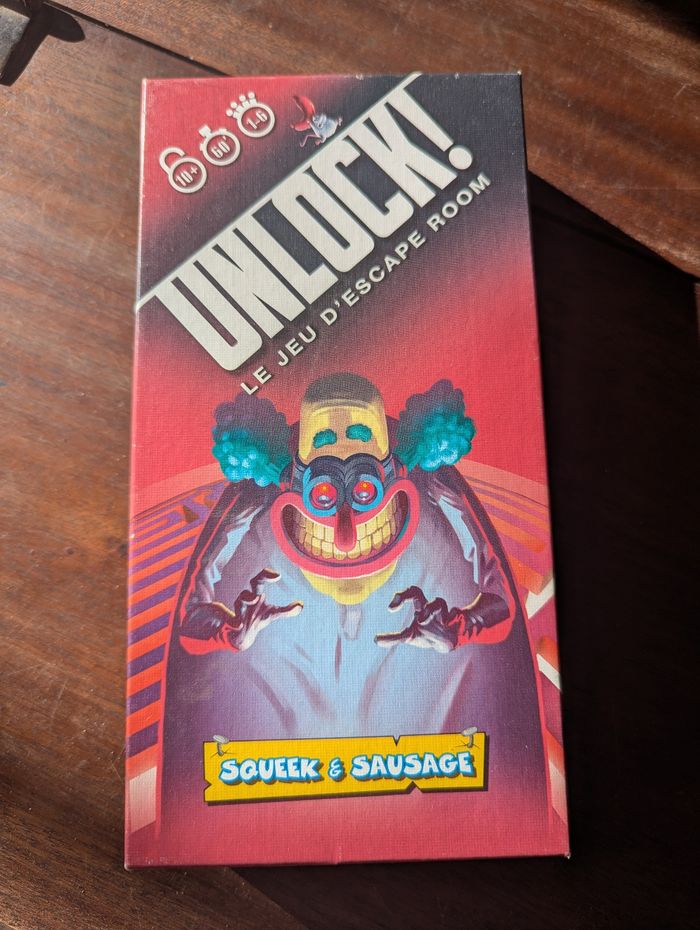 10+ 60' 1-6
UNLOCK!
LE JEU D'ESCAPE ROOM
SQUEEK & SAUSAGE